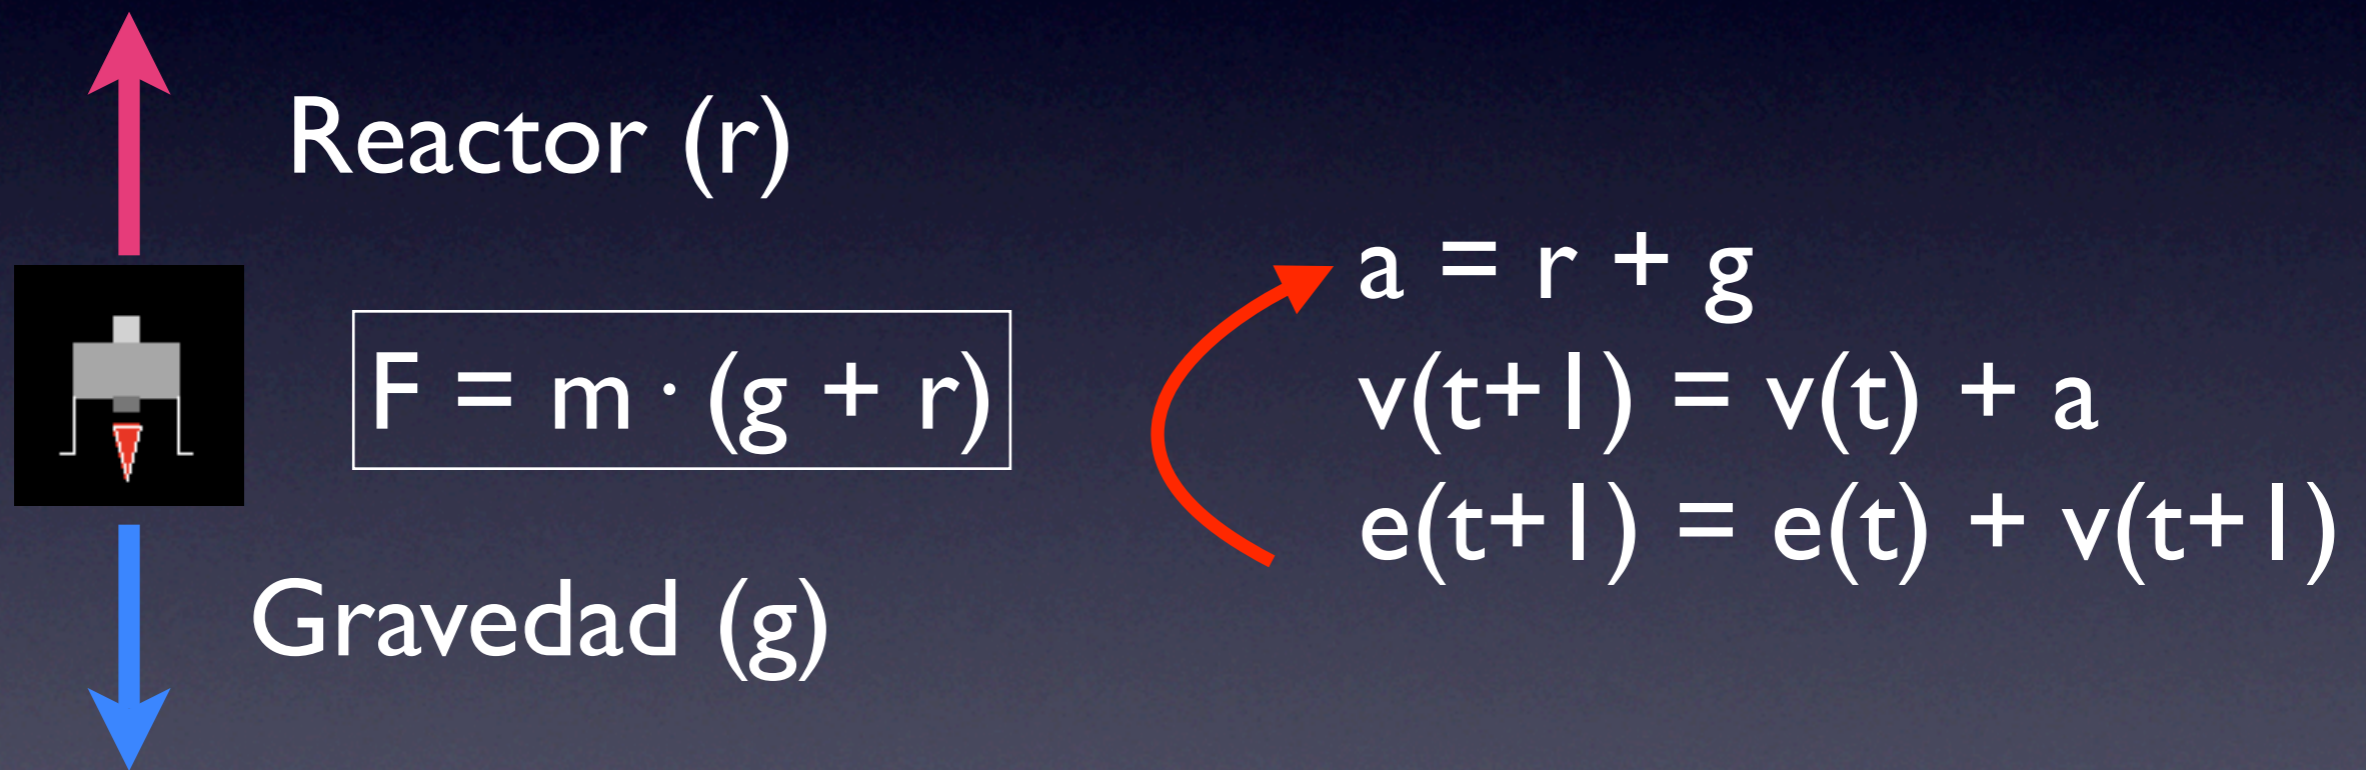 Reactor (r)
F = m · (g + r)
Gravedad (g)
a = r + g
v(t+1) = v(t) + a
e(t+1) = e(t) + v(t+1)